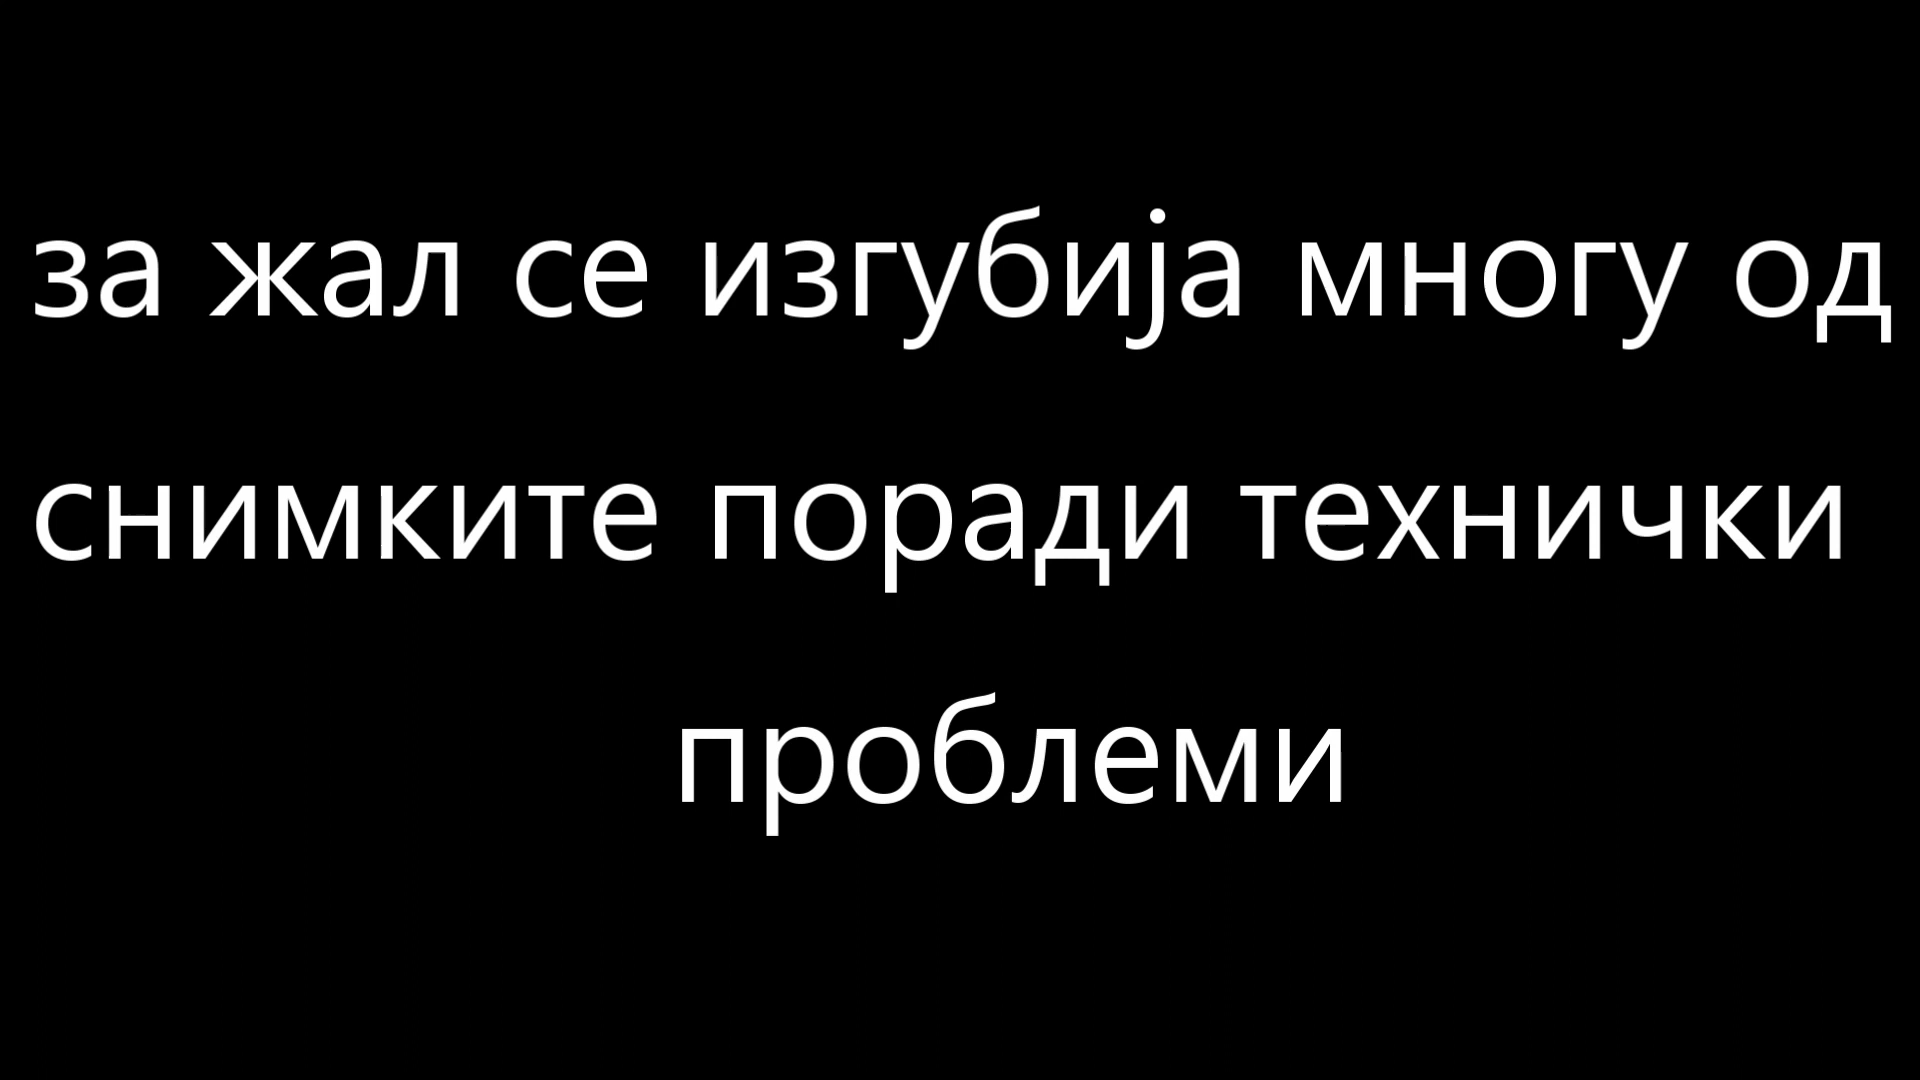 за жал се изгубија многу од
снимките поради технички
проблеми